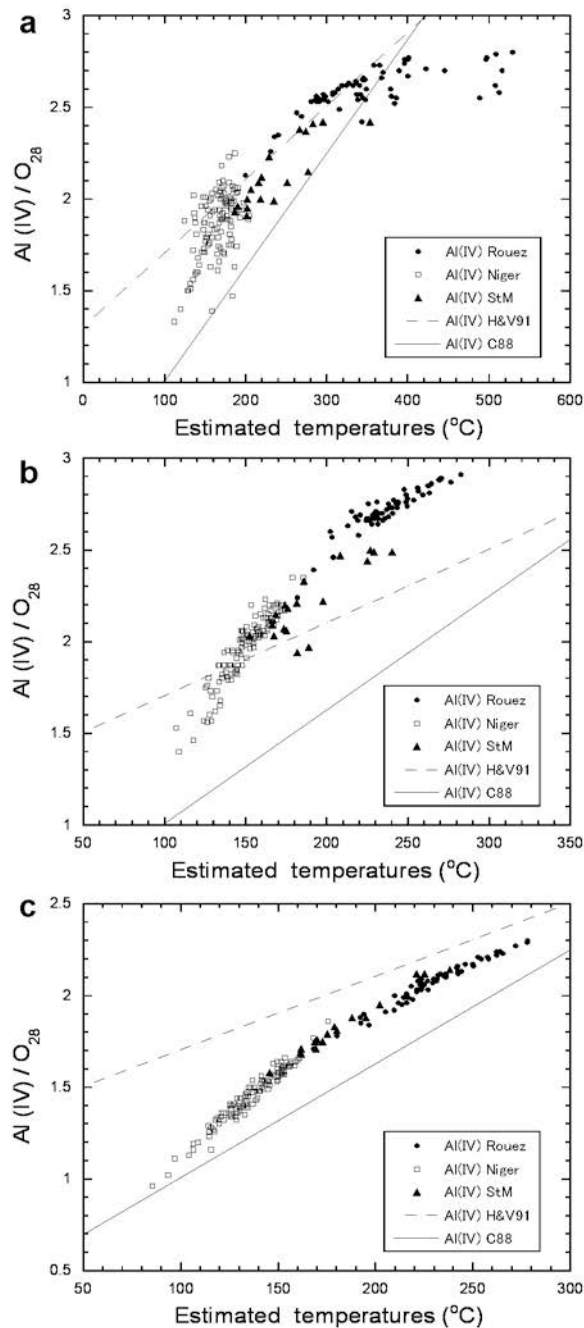 a
3
2.5
2
1.5
1
Al (IV) / O28
Al(IV) Rouez
Al(IV) Niger
Al(IV) StM
Al(IV) H&V91
Al(IV) C88
0 100 200 300 400 500 600
Estimated temperatures (°C)
b
3
2.5
2
1.5
1
Al (IV) / O28
Al(IV) Rouez
Al(IV) Niger
Al(IV) StM
Al(IV) H&V91
Al(IV) C88
50 100 150 200 250 300 350
Estimated temperatures (°C)
c
2.5
2
1.5
1
0.5
Al (IV) / O28
Al(IV) Rouez
Al(IV) Niger
Al(IV) StM
Al(IV) H&V91
Al(IV) C88
50 100 150 200 250 300
Estimated temperatures (°C)